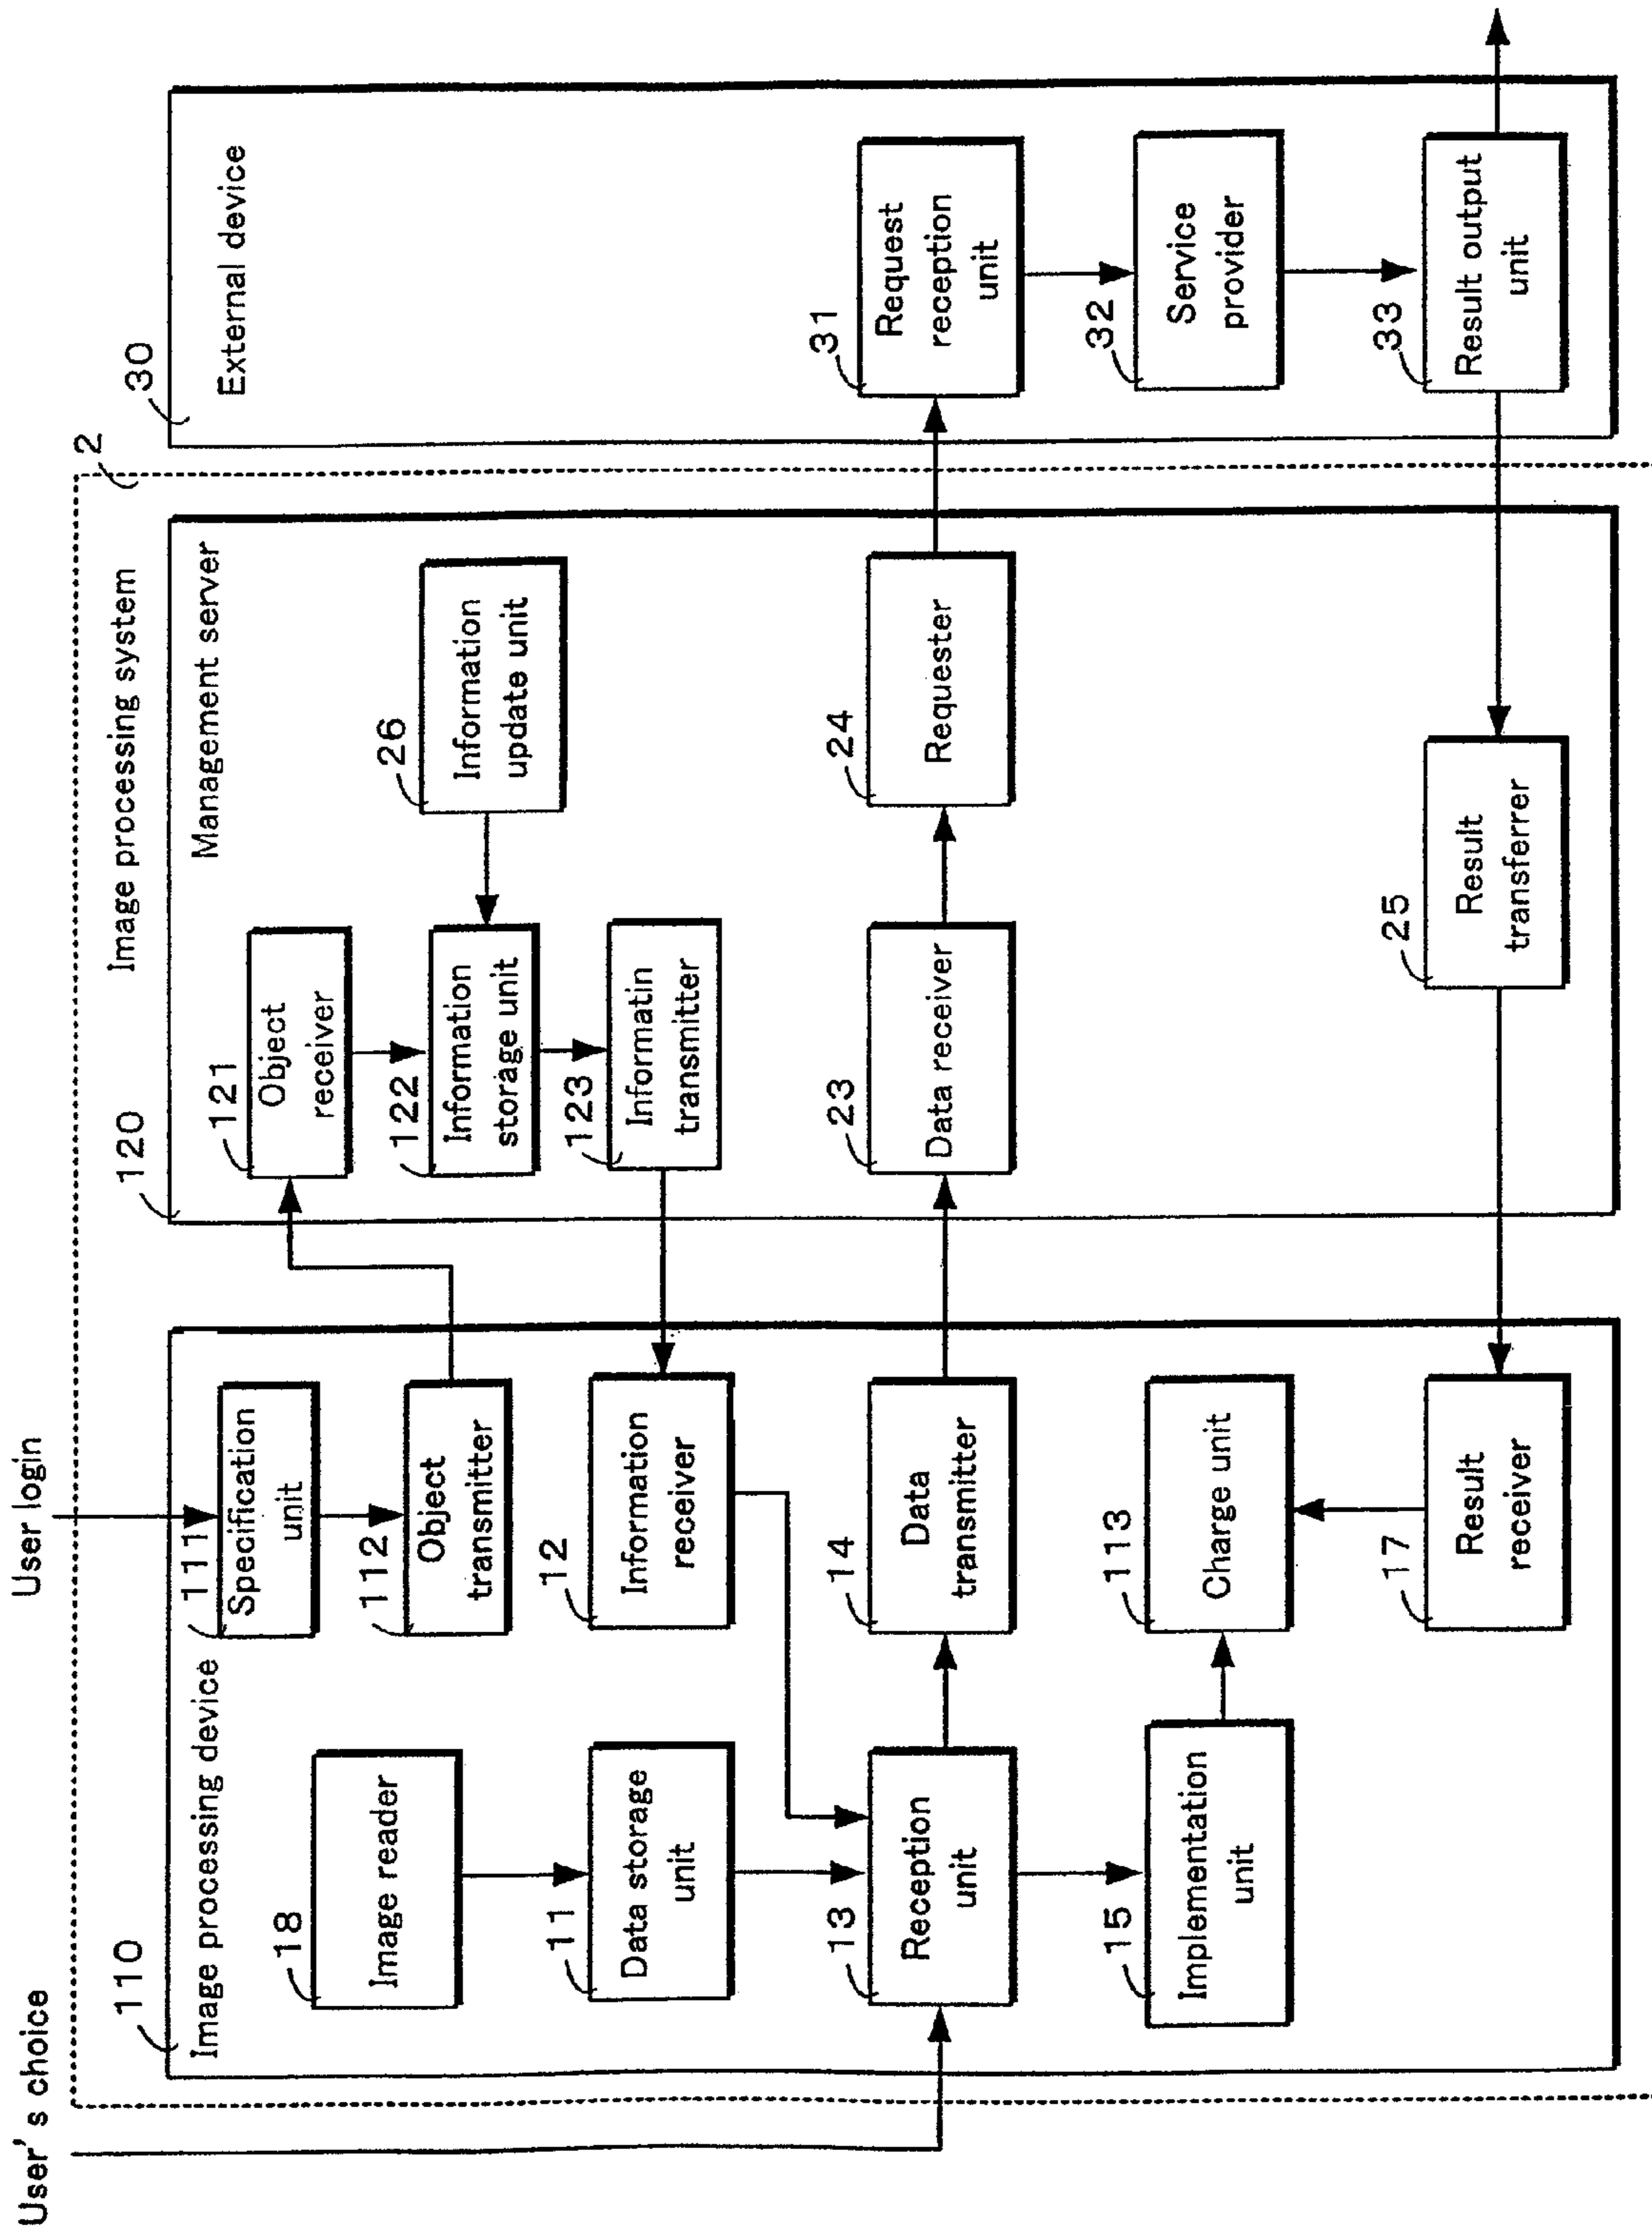 User's choice
User login
2
Image processing system
110
Image processing device
18
Image reader
11
Data storage
unit
13
Reception
unit
15
Implementation
unit
111
Specification
unit
112
Object
transmitter
12
Information
receiver
14
Data
transmitter
113
Charge unit
17
Result
receiver
120
Management server
121
Object
receiver
122
Information
storage unit
123
Informatin
transmitter
26
Information
update unit
23
Data receiver
24
Requester
25
Result
transferrer
30
External device
31
Request
reception
unit
32
Service
provider
33
Result output
unit